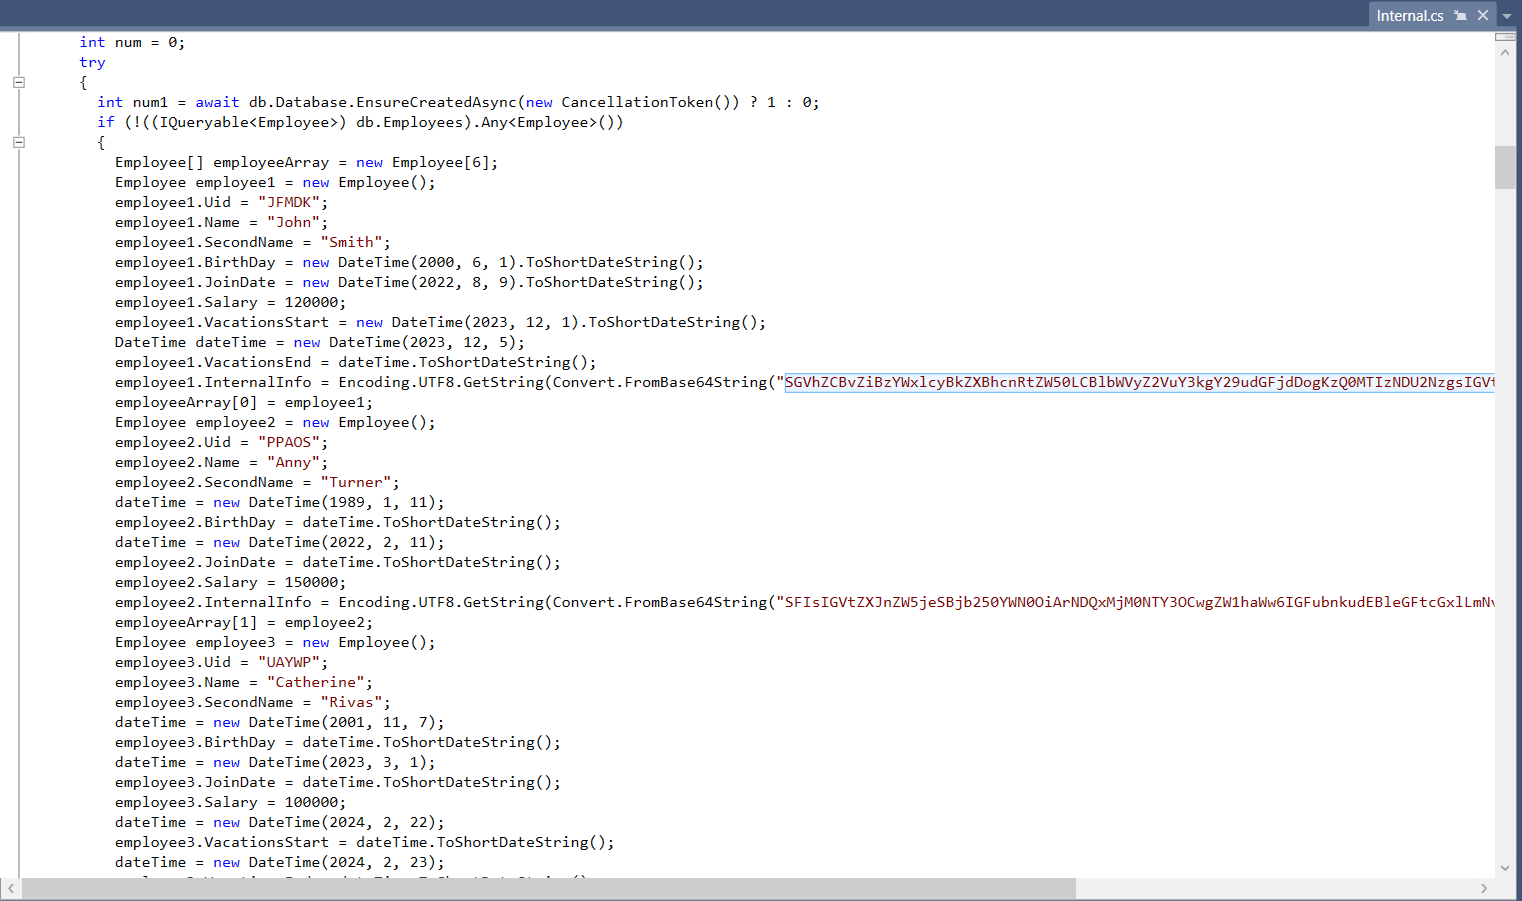 Internal.cs
int num = 0;
try
{
int num1 = await db.Database.EnsureCreatedAsync(new CancellationToken()) ? 1 : 0;
if (!((IQueryable<Employee>) db.Employees).Any<Employee>())
{
Employee[] employeeArray = new Employee[6];
Employee employee1 = new Employee();
employee1.Uid = "JFMDK";
employee1.Name = "John";
employee1.SecondName = "Smith";
employee1.BirthDay = new DateTime(2000, 6, 1).ToShortDateString();
employee1.JoinDate = new DateTime(2022, 8, 9).ToShortDateString();
employee1.Salary = 120000;
employee1.VacationsStart = new DateTime(2023, 12, 1).ToShortDateString();
DateTime dateTime = new DateTime(2023, 12, 5);
employee1.VacationsEnd = dateTime.ToShortDateString();
employee1.InternalInfo = Encoding.UTF8.GetString(Convert.FromBase64String("SGVhZCBvZiBzYWxlcyBkZXBhcnRtZW50LCBlbWVyZ2VuY3kgY29udGFjdDogKzQ0MTIzNDU2NzgsIGVt
employeeArray[0] = employee1;
Employee employee2 = new Employee();
employee2.Uid = "PPAOS";
employee2.Name = "Anny";
employee2.SecondName = "Turner";
dateTime = new DateTime(1989, 1, 11);
employee2.BirthDay = dateTime.ToShortDateString();
dateTime = new DateTime(2022, 2, 11);
employee2.JoinDate = dateTime.ToShortDateString();
employee2.Salary = 150000;
employee2.InternalInfo = Encoding.UTF8.GetString(Convert.FromBase64String("SFIsIGVtZXJnZW5jeSBjb250YWN0OiArNDQxMjM0NTY3OCwgZW1haWw6IGFubnkudEBleGFtcGxlLmNv
employeeArray[1] = employee2;
Employee employee3 = new Employee();
employee3.Uid = "UAYWP";
employee3.Name = "Catherine";
employee3.SecondName = "Rivas";
dateTime = new DateTime(2001, 11, 7);
employee3.BirthDay = dateTime.ToShortDateString();
dateTime = new DateTime(2023, 3, 1);
employee3.JoinDate = dateTime.ToShortDateString();
employee3.Salary = 100000;
dateTime = new DateTime(2024, 2, 22);
employee3.VacationsStart = dateTime.ToShortDateString();
dateTime = new DateTime(2024, 2, 23);